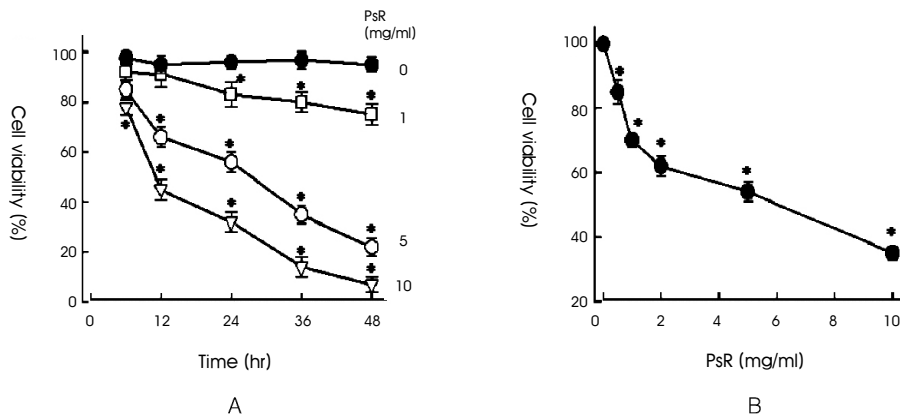 PsR
(mg/ml)
100
80
60
40
20
0
Cell viability (%)
0
1
5
10
0 12 24 36 48
Time (hr)
A
100
80
60
40
20
Cell viability (%)
0 2 4 6 8 10
PsR (mg/ml)
B